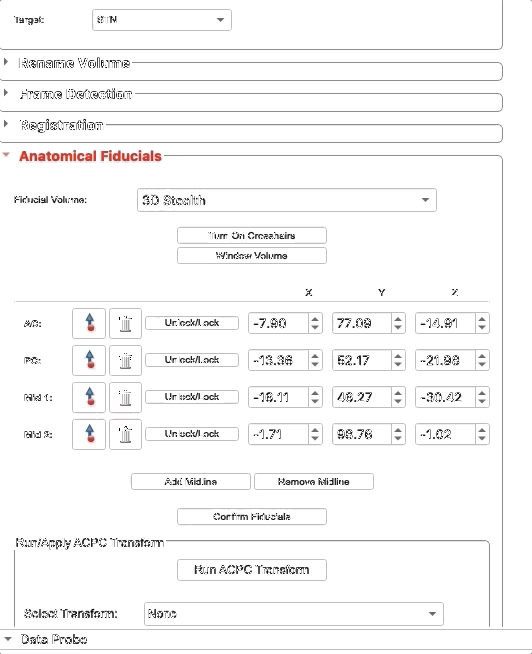 Target: STN
Rename Volume
Frame Detection
Registration
Anatomical Fiducials
Fiducial Volume: 3D Stealth
Turn On Crosshairs
Window Volume
X Y Z
AC: Unlock/Lock -7.90 77.09 -14.91
PC: Unlock/Lock -13.36 52.17 -21.98
Mid 1: Unlock/Lock -18.11 46.27 -30.42
Mid 2: Unlock/Lock -1.71 98.76 -1.02
Add Midline Remove Midline
Confirm Fiducials
Run/Apply ACPC Transform
Run ACPC Transform
Select Transform: None
Data Probe